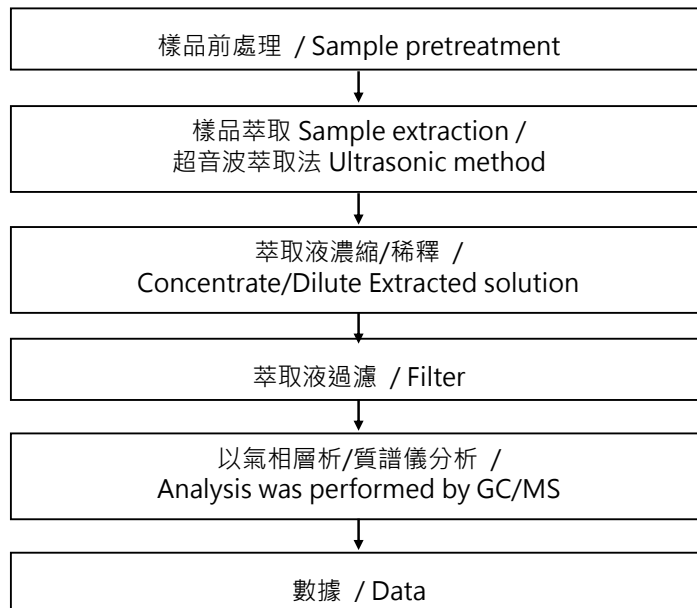 樣品前處理 / Sample pretreatment
樣品萃取 Sample extraction /
超音波萃取法 Ultrasonic method
萃取液濃縮/稀釋 /
Concentrate/Dilute Extracted solution
萃取液過濾 / Filter
以氣相層析/質譜儀分析 /
Analysis was performed by GC/MS
數據 / Data